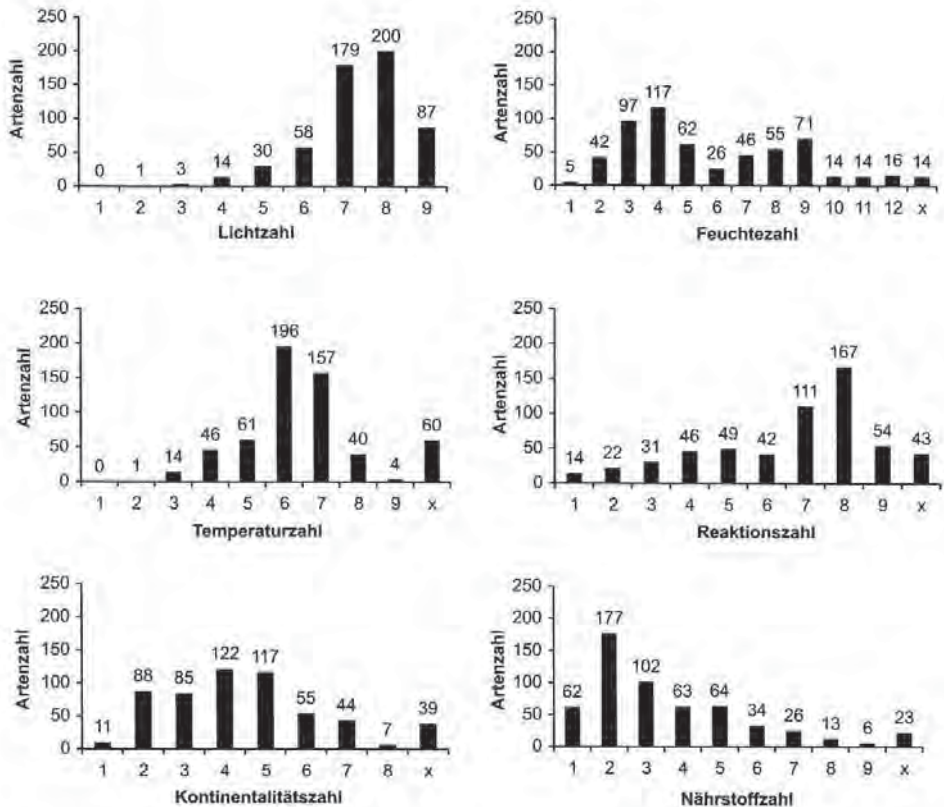 250
200
150
100
50
0
Artenzahl
0 1 3 14 30 58 179 200 87
1 2 3 4 5 6 7 8 9
Lichtzahl
250
200
150
100
50
0
Artenzahl
5 42 97 117 62 26 46 55 71 14 14 16 14
1 2 3 4 5 6 7 8 9 10 11 12 x
Feuchtezahl
250
200
150
100
50
0
Artenzahl
0 1 14 46 61 196 157 40 4 60
1 2 3 4 5 6 7 8 9 x
Temperaturzahl
250
200
150
100
50
0
Artenzahl
14 22 31 46 49 42 111 167 54 43
1 2 3 4 5 6 7 8 9 x
Reaktionszahl
250
200
150
100
50
0
Artenzahl
11 88 85 122 117 55 44 7 39
1 2 3 4 5 6 7 8 x
Kontinentalitätszahl
250
200
150
100
50
0
Artenzahl
62 177 102 63 64 34 26 13 6 23
1 2 3 4 5 6 7 8 9 x
Nährstoffzahl